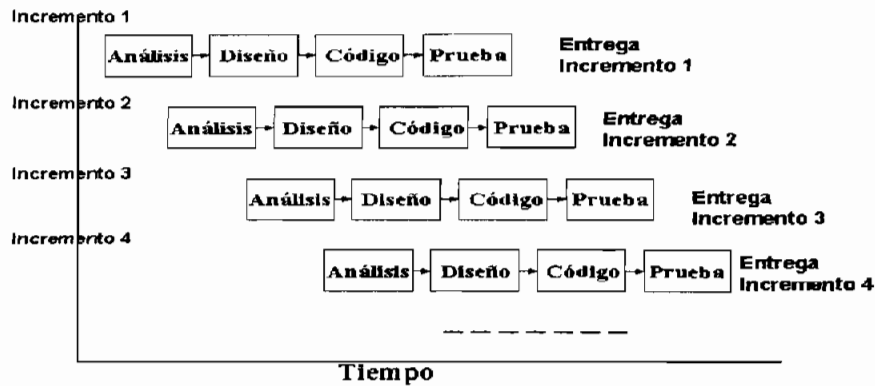 Incremento 1
Análisis Diseño Código Prueba
Entrega
Incremento 1
Incremento 2
Análisis Diseño Código Prueba
Entrega
Incremento 2
Incremento 3
Análisis Diseño Código Prueba
Entrega
Incremento 3
Incremento 4
Análisis Diseño Código Prueba
Entrega
Incremento 4
Tiempo